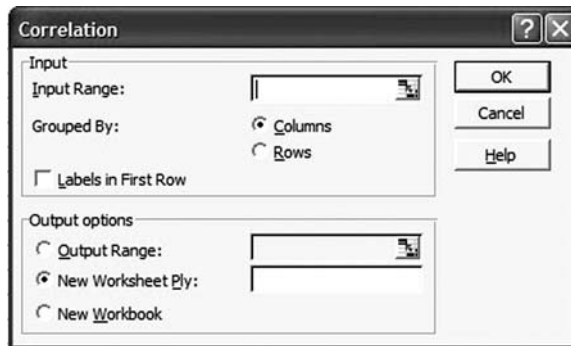 Correlation
Input
Input Range:
Grouped By:
Columns
Rows
Labels in First Row
Output options
Output Range:
New Worksheet Ply:
New Workbook
OK
Cancel
Help